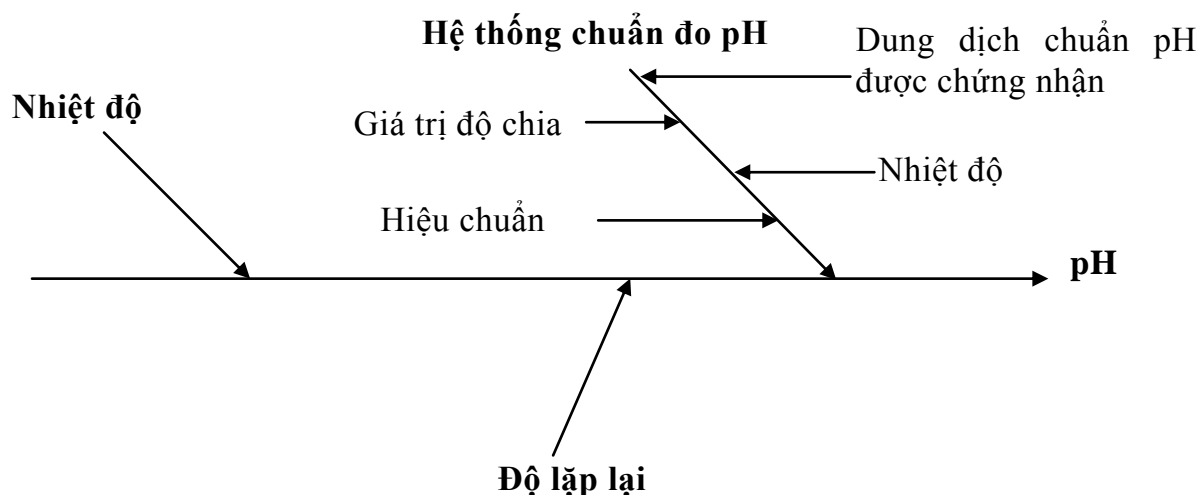 Hệ thống chuẩn đo pH
Dung dịch chuẩn pH
được chứng nhận
Nhiệt độ
Giá trị độ chia
Nhiệt độ
Hiệu chuẩn
pH
Độ lặp lại